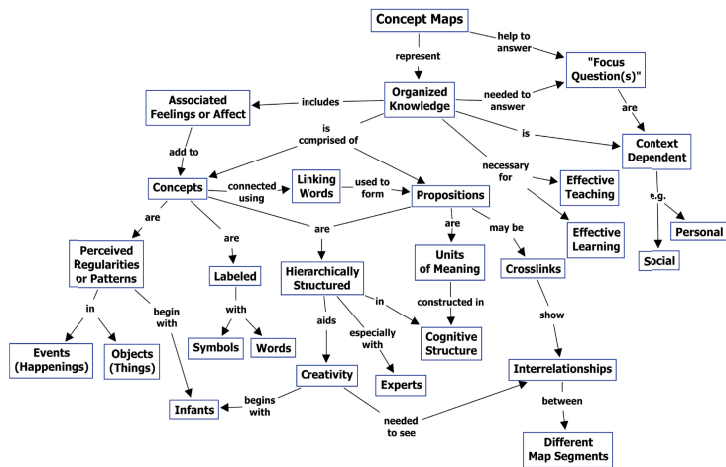 Concept Maps
help to
answer
represent
"Focus
Question(s)"
Organized
Knowledge
needed to
answer
includes
Associated
Feelings or Affect
are
is
comprised of
is
Context
Dependent
add to
necessary
for
Effective
Teaching
Concepts
connected
using
Linking
Words
used to
form
Propositions
e.g.
Personal
Social
Effective
Learning
are
are
are
are
may be
Perceived
Regularities
or Patterns
Labeled
Hierarchically
Structured
Units
of Meaning
Crosslinks
in
begin
with
with
aids
especially
with
in
constructed in
show
Events
(Happenings)
Objects
(Things)
Symbols
Words
Cognitive
Structure
Infants
begins
with
Creativity
Experts
Interrelationships
needed
to see
between
Different
Map Segments